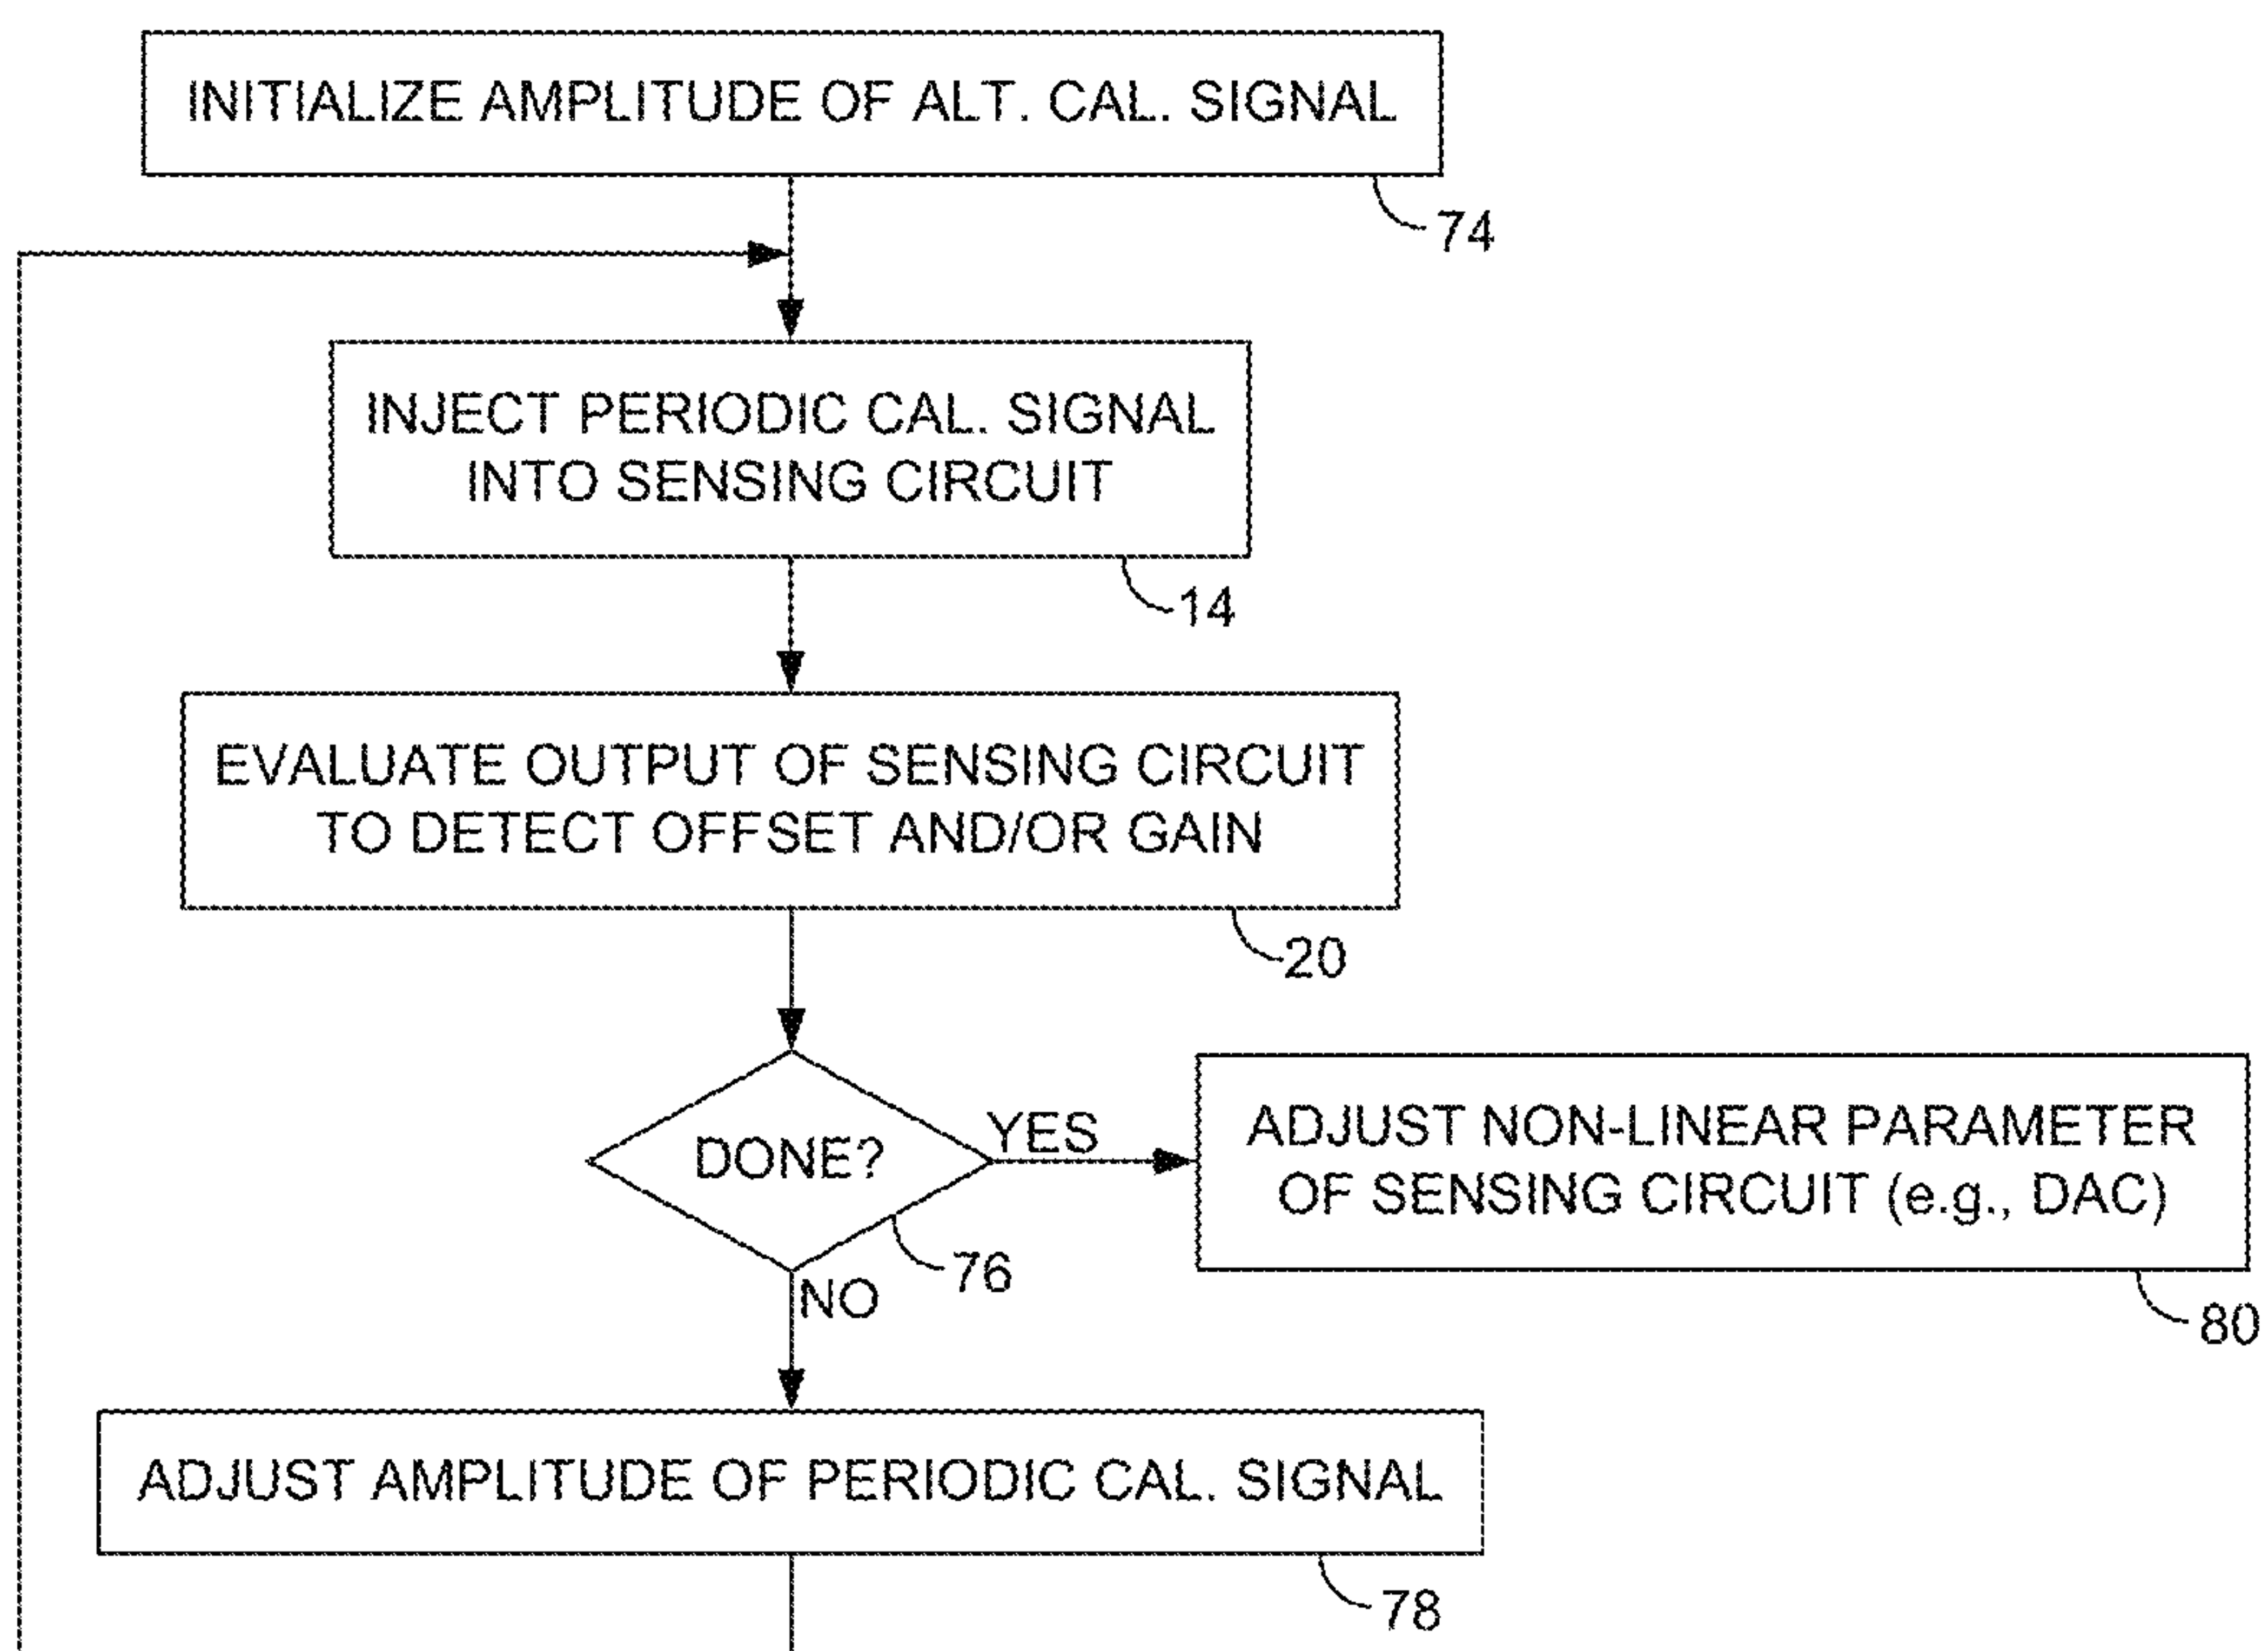 INITIALIZE AMPLITUDE OF ALT. CAL. SIGNAL
74
INJECT PERIODIC CAL. SIGNAL
INTO SENSING CIRCUIT
14
EVALUATE OUTPUT OF SENSING CIRCUIT
TO DETECT OFFSET AND/OR GAIN
20
DONE?
YES
76
NO
ADJUST NON-LINEAR PARAMETER
OF SENSING CIRCUIT (e.g., DAC)
80
ADJUST AMPLITUDE OF PERIODIC CAL. SIGNAL
78